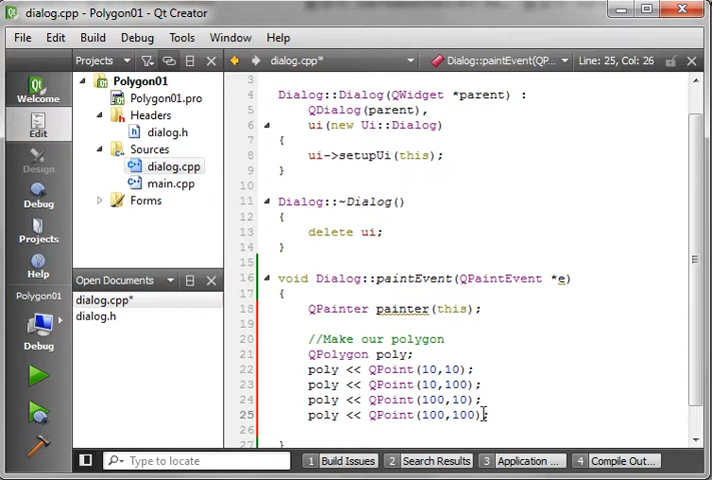 dialog.cpp - Polygon01 - Qt Creator
File Edit Build Debug Tools Window Help
Projects dialog.cpp* Dialog::paintEvent(QP... Line: 25, Col: 26
Welcome
Edit
Design
Debug
Projects
Help
Polygon01
Debug
Polygon01
Polygon01.pro
Headers
dialog.h
Sources
dialog.cpp
main.cpp
Forms
Open Documents
dialog.cpp*
dialog.h
3
4 Dialog::Dialog(QWidget *parent) :
5 QDialog(parent),
6 ui(new Ui::Dialog)
7 {
8 ui->setupUi(this);
9 }
10
11 Dialog::~Dialog()
12 {
13 delete ui;
14 }
15
16 void Dialog::paintEvent(QPaintEvent *e)
17 {
18 QPainter painter(this);
19
20 //Make our polygon
21 QPolygon poly;
22 poly << QPoint(10,10);
23 poly << QPoint(10,100);
24 poly << QPoint(100,10);
25 poly << QPoint(100,100);
26
27 }
Type to locate 1 Build Issues 2 Search Results 3 Application ... 4 Compile Out...